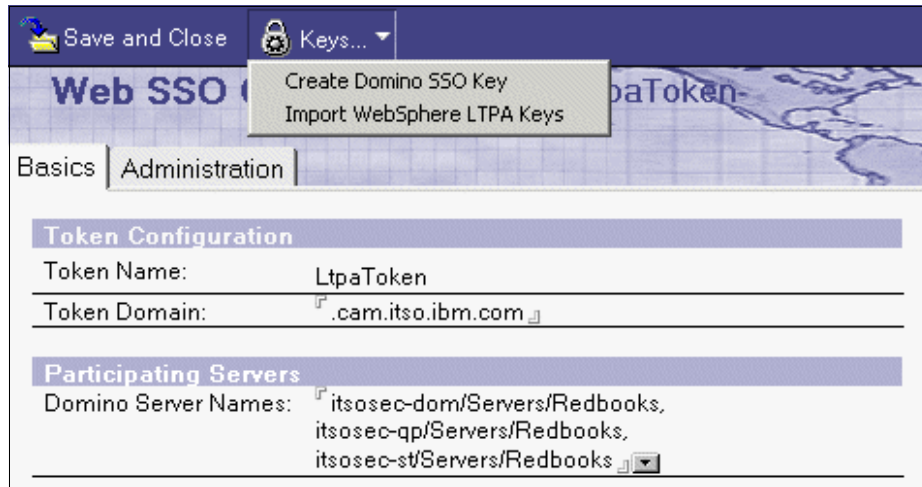 Save and Close Keys...
Create Domino SSO Key
Import WebSphere LTPA Keys
Web SSO
paToken
Basics Administration
Token Configuration
Token Name: LtpaToken
Token Domain: .cam.itso.ibm.com
Participating Servers
Domino Server Names: itsosec-dom/Servers/Redbooks,
itsosec-qp/Servers/Redbooks,
itsosec-st/Servers/Redbooks